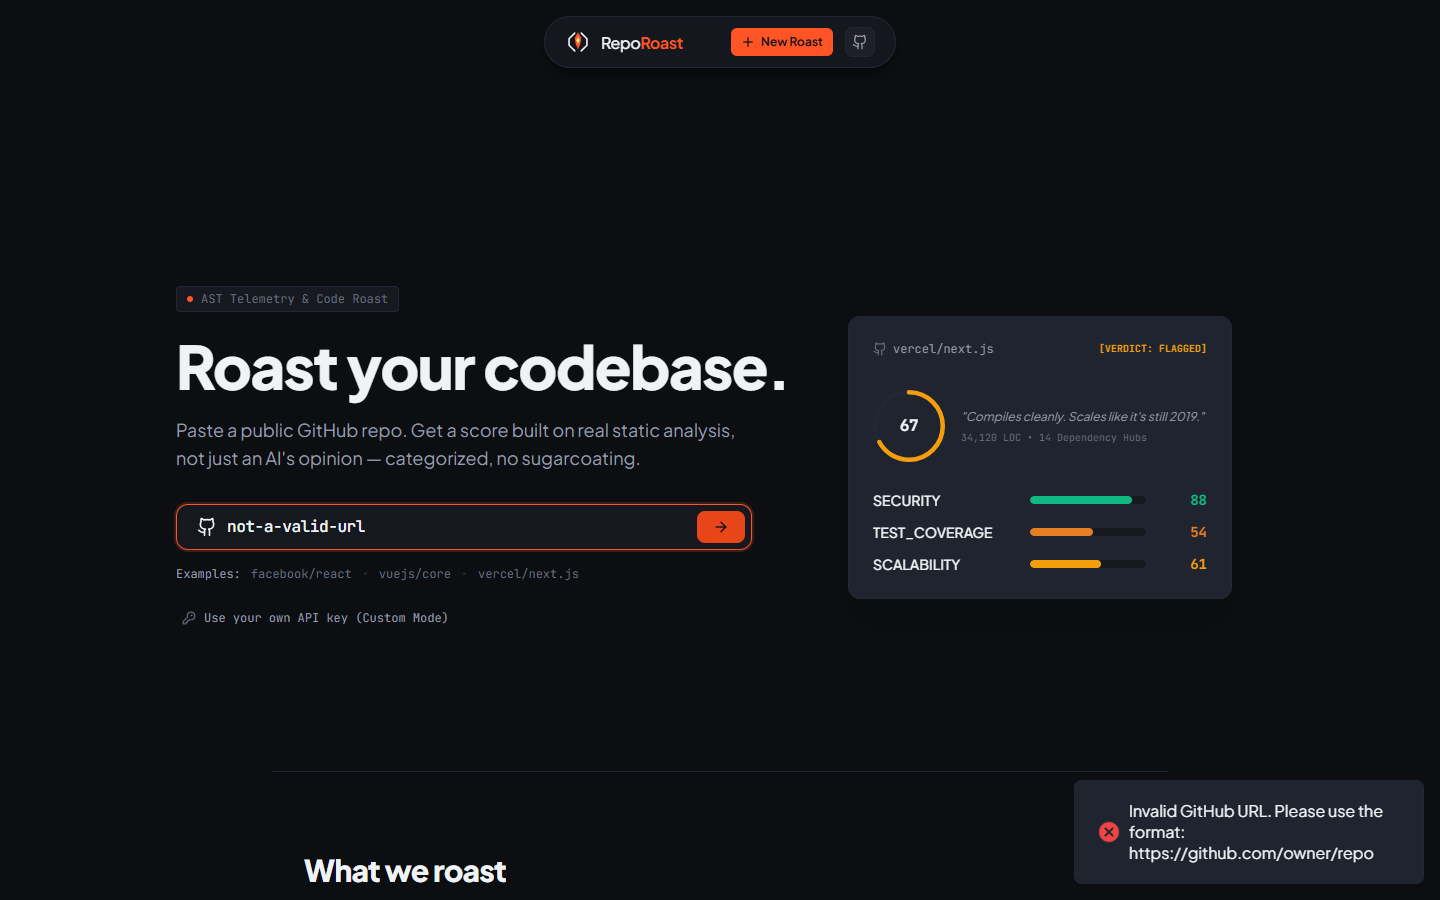 RepoRoast
New Roast
AST Telemetry & Code Roast
Roast your codebase.
Paste a public GitHub repo. Get a score built on real static analysis,
not just an AI's opinion — categorized, no sugarcoating.
not-a-valid-url
Examples: facebook/react · vuejs/core · vercel/next.js
Use your own API key (Custom Mode)
vercel/next.js [VERDICT: FLAGGED]
67
"Compiles cleanly. Scales like it's still 2019."
34,120 LOC • 14 Dependency Hubs
SECURITY 88
TEST_COVERAGE 54
SCALABILITY 61
What we roast
Invalid GitHub URL. Please use the
format:
https://github.com/owner/repo